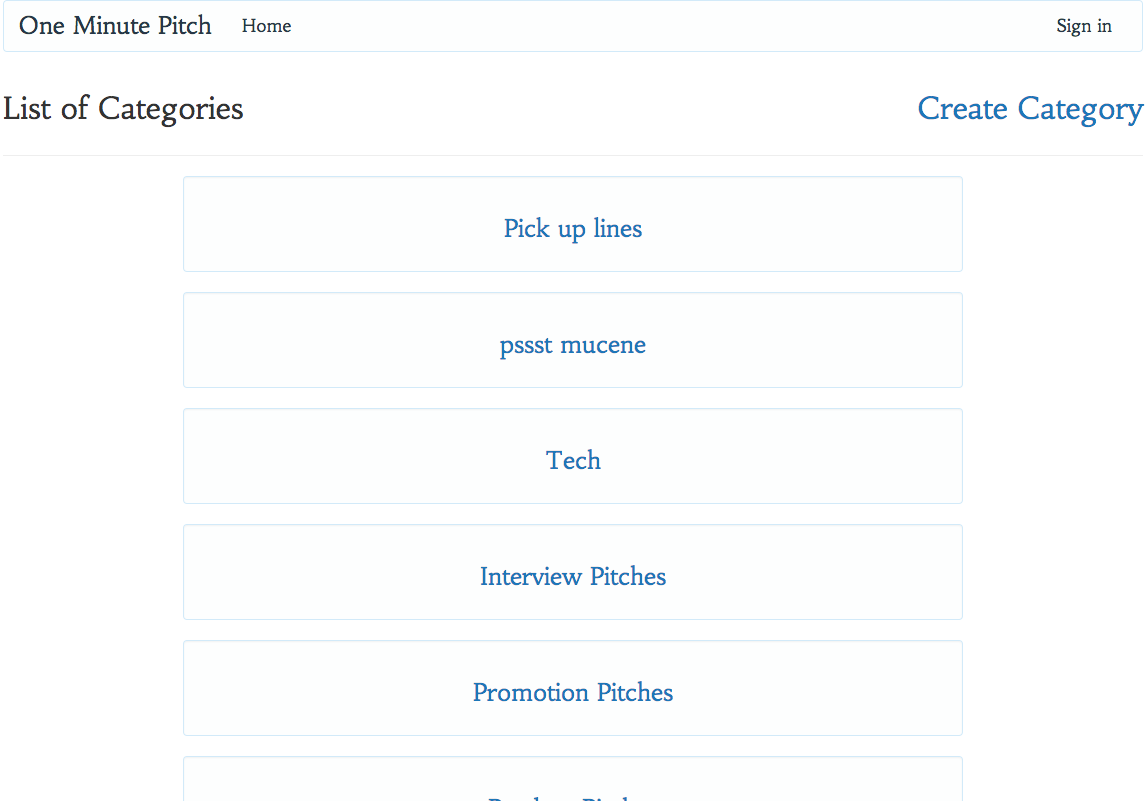 One Minute Pitch Home Sign in
List of Categories Create Category
Pick up lines
pssst mucene
Tech
Interview Pitches
Promotion Pitches